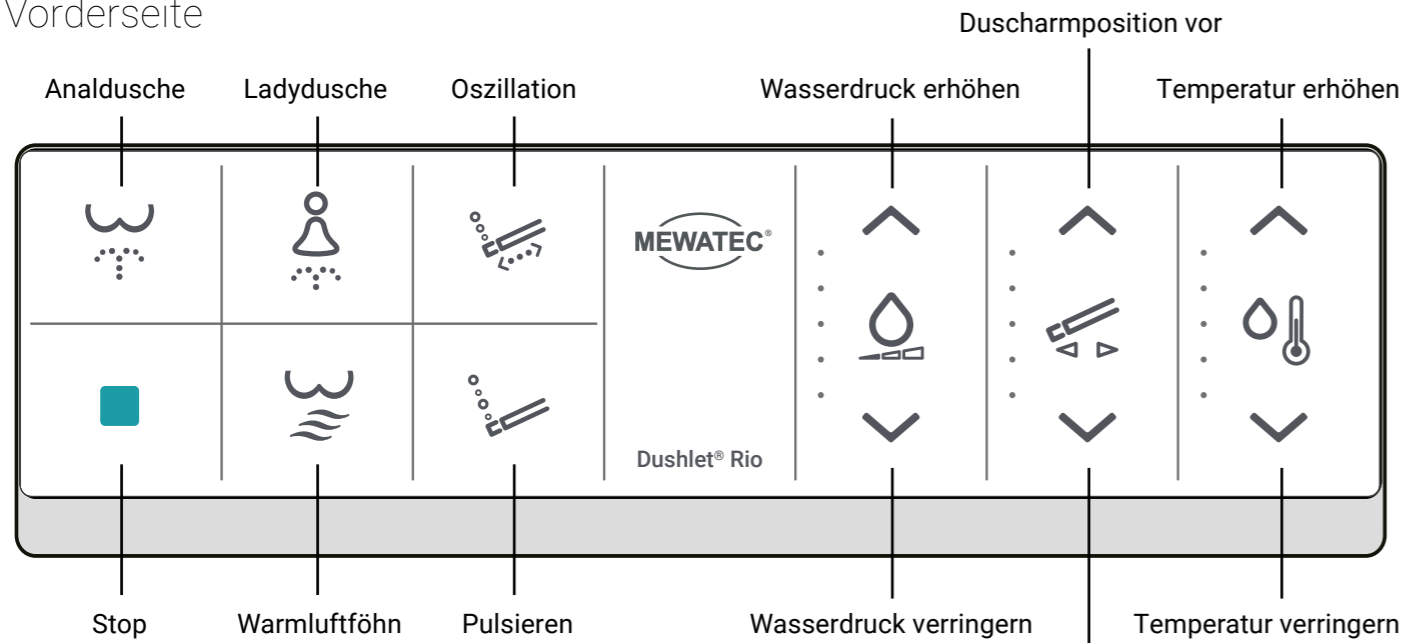 Vorderseite
Duscharmposition vor
Analdusche Ladydusche Oszillation Wasserdruck erhöhen Temperatur erhöhen
MEWATEC®
Dushlet® Rio
Stop Warmluftföhn Pulsieren Wasserdruck verringern Temperatur verringern